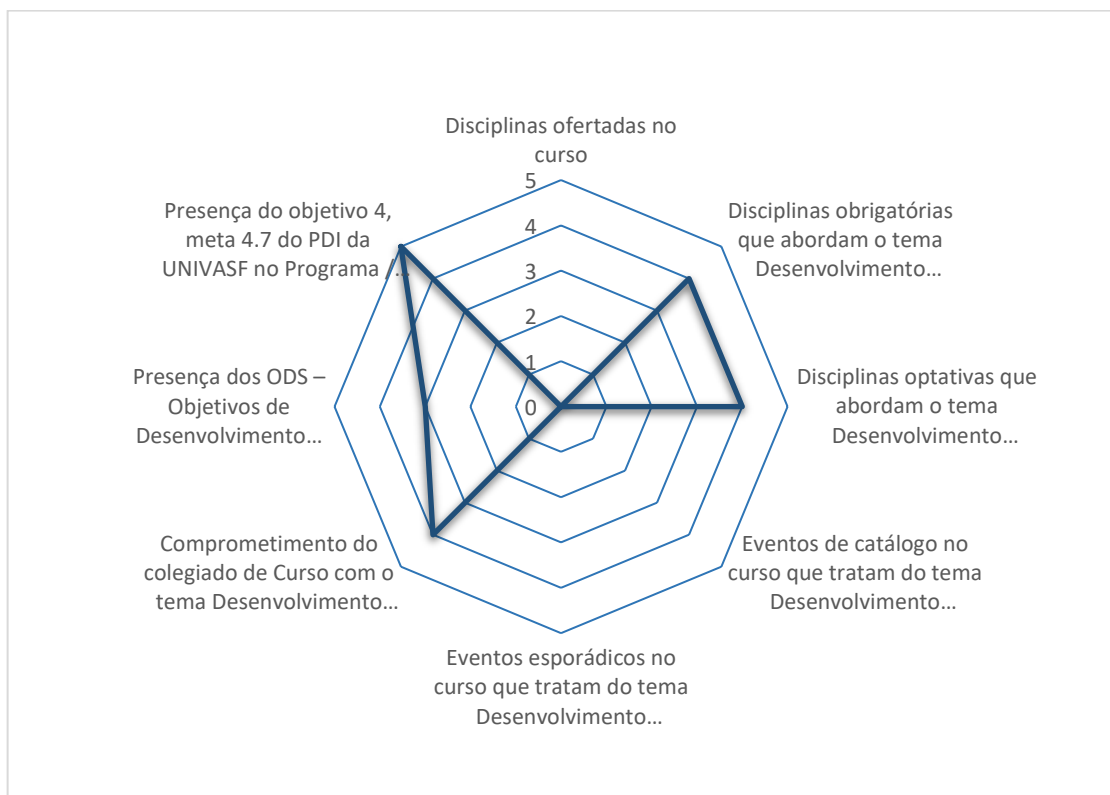 Disciplinas ofertadas no
curso
5
4
3
2
1
0
Disciplinas obrigatórias
que abordam o tema
Desenvolvimento...
Disciplinas optativas que
abordam o tema
Desenvolvimento...
Eventos de catálogo no
curso que tratam do tema
Desenvolvimento...
Eventos esporádicos no
curso que tratam do tema
Desenvolvimento...
Comprometimento do
colegiado de Curso com o
tema Desenvolvimento...
Presença dos ODS –
Objetivos de
Desenvolvimento...
Presença do objetivo 4,
meta 4.7 do PDI da
UNIVASF no Programa /...